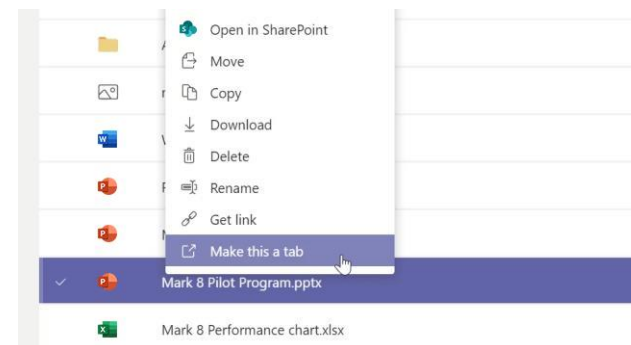 Open in SharePoint
Move
Copy
Download
Delete
Rename
Get link
Make this a tab
Mark 8 Pilot Program.pptx
Mark 8 Performance chart.xlsx